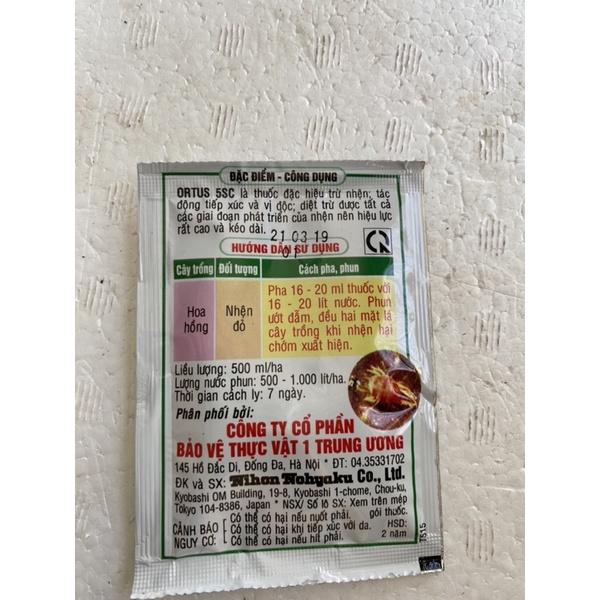 ĐẶC ĐIỂM - CÔNG DỤNG
ORTUS 5SC là thuốc đặc hiệu trừ nhện; tác
động tiếp xúc và vị độc; diệt trừ được tất cả
các giai đoạn phát triển của nhện nên hiệu lực
rất cao và kéo dài.
21 03 19
01
HƯỚNG DẪN SỬ DỤNG
Cây trồng
Đối tượng
Cách pha, phun
Hoa
hồng
Nhện
đỏ
Pha 16 - 20 ml thuốc với
16 - 20 lít nước. Phun
ướt đẫm, đều hai mặt lá
cây trồng khi nhện hại
chớm xuất hiện.
Liều lượng: 500 ml/ha
Lượng nước phun: 500 - 1.000 lít/ha.
Thời gian cách ly: 7 ngày.
Phân phối bởi:
CÔNG TY CỔ PHẦN
BẢO VỆ THỰC VẬT 1 TRUNG ƯƠNG
145 Hồ Đắc Di, Đống Đa, Hà Nội * ĐT: 04.35331702
ĐK và SX: Nihon Nohyaku Co., Ltd.
Kyobashi OM Building, 19-8, Kyobashi 1-chome, Chou-ku,
Tokyo 104-8386, Japan * NSX/ Số lô SX: Xem trên mép
gói thuốc.
CẢNH BÁO
NGUY CƠ:
Có thể có hại nếu nuốt phải.
Có thể có hại khi tiếp xúc với da.
Có thể có hại nếu hít phải.
HSD:
2 năm
7515